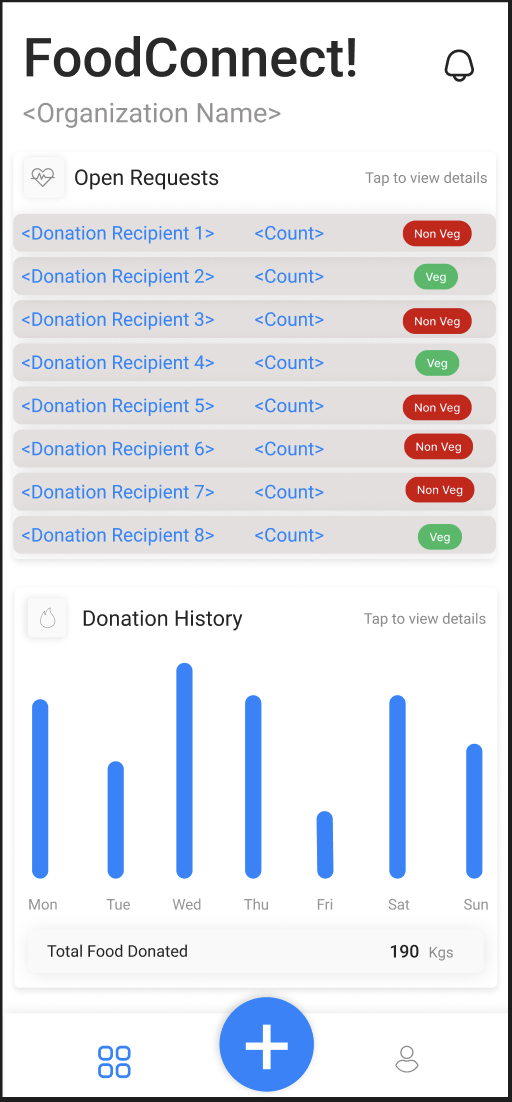 FoodConnect!
<Organization Name>
Open Requests Tap to view details
<Donation Recipient 1> <Count> Non Veg
<Donation Recipient 2> <Count> Veg
<Donation Recipient 3> <Count> Non Veg
<Donation Recipient 4> <Count> Veg
<Donation Recipient 5> <Count> Non Veg
<Donation Recipient 6> <Count> Non Veg
<Donation Recipient 7> <Count> Non Veg
<Donation Recipient 8> <Count> Veg
Donation History Tap to view details
Mon Tue Wed Thu Fri Sat Sun
Total Food Donated 190 Kgs